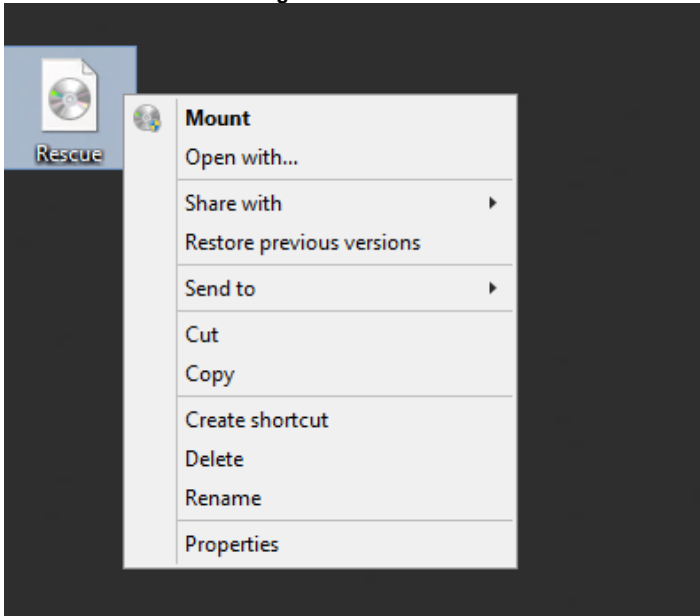 Rescue
Mount
Open with...
Share with
Restore previous versions
Send to
Cut
Copy
Create shortcut
Delete
Rename
Properties